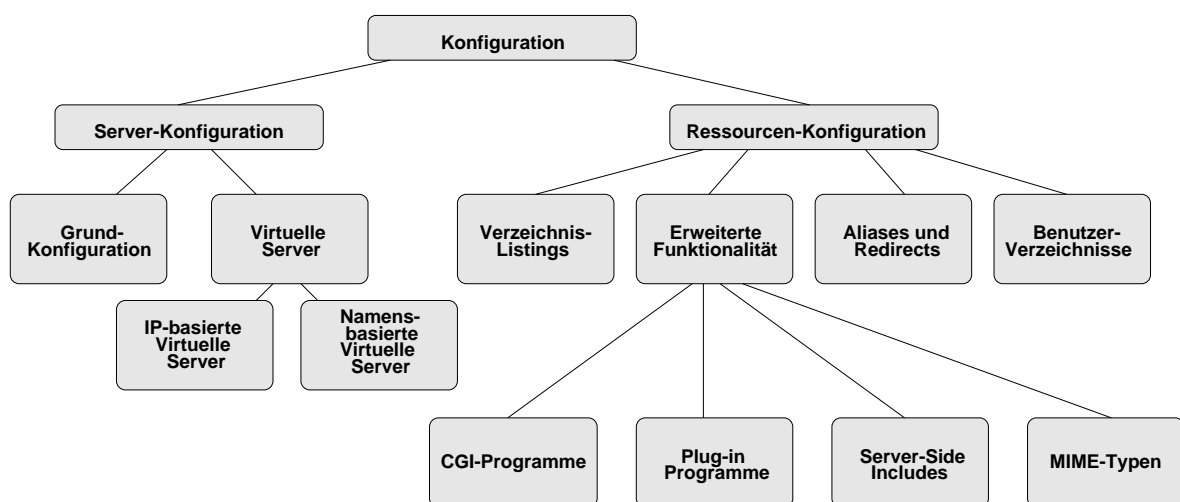 Konfiguration
Server-Konfiguration
Ressourcen-Konfiguration
Grund-
Konfiguration
Virtuelle
Server
Verzeichnis-
Listings
Erweiterte
Funktionalität
Aliases und
Redirects
Benutzer-
Verzeichnisse
IP-basierte
Virtuelle
Server
Namens-
basierte
Virtuelle
Server
CGI-Programme
Plug-in
Programme
Server-Side
Includes
MIME-Typen